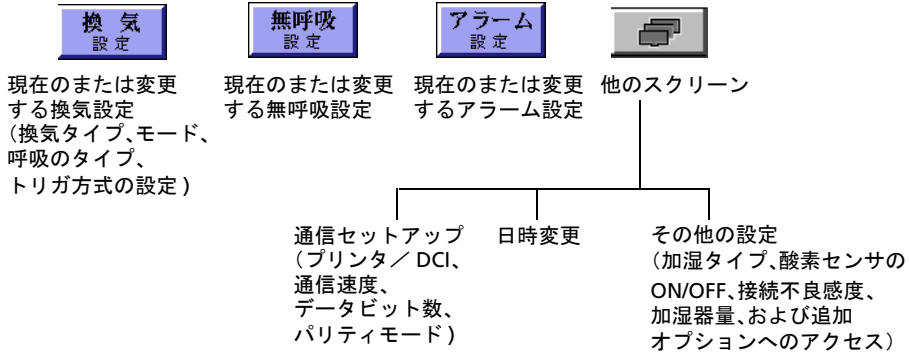 換 気
設 定
無呼吸
設 定
アラーム
設 定
現在のまたは変更
する換気設定
（換気タイプ、モード、
呼吸のタイプ、
トリガ方式の設定 )
現在のまたは変更
する無呼吸設定
現在のまたは変更
するアラーム設定
他のスクリーン
通信セットアップ
（プリンタ／ DCI、
通信速度、
データビット数、
パリティモード )
日時変更
その他の設定
（加湿タイプ、酸素センサの
ON/OFF、接続不良感度、
加湿器量、および追加
オプションへのアクセス）